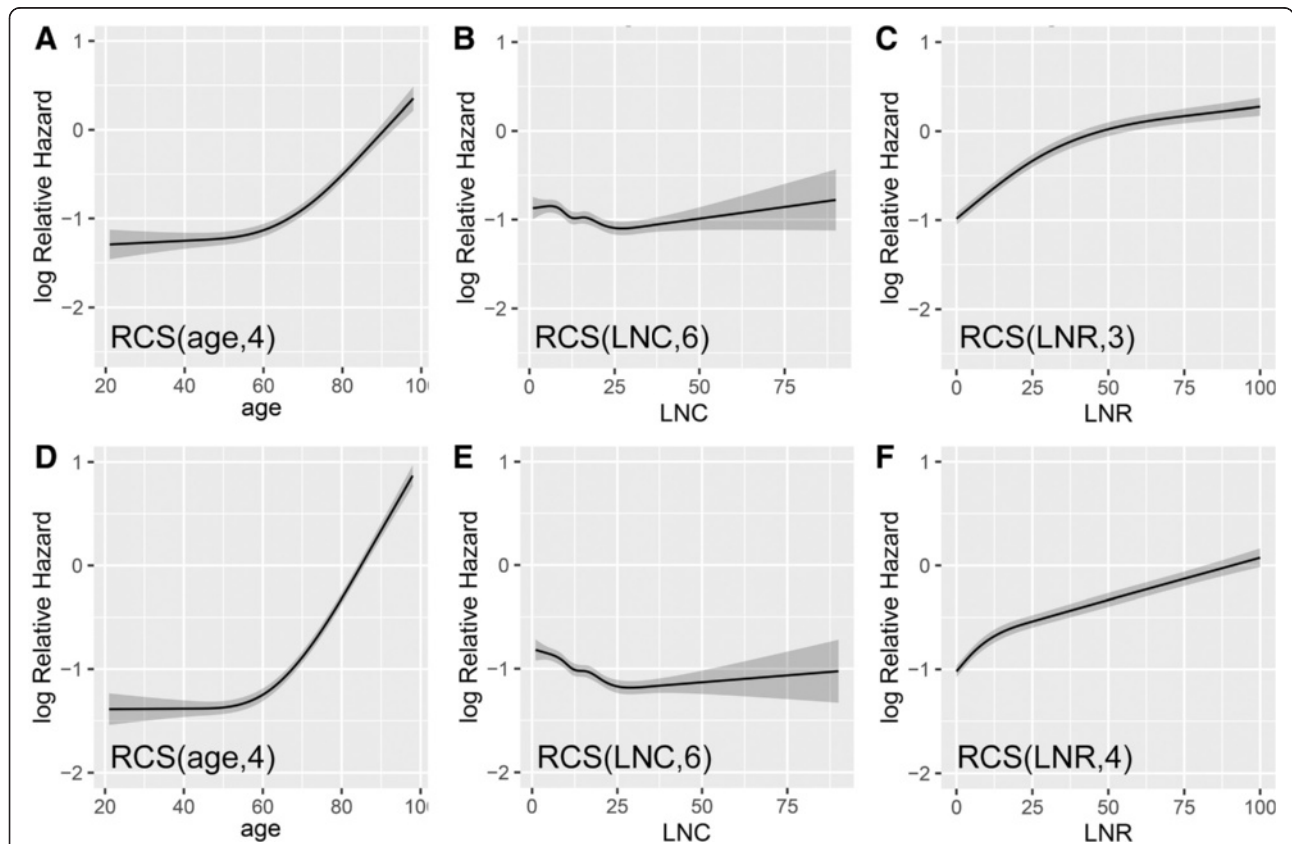 A
B
C
log Relative Hazard
1
0
−1
−2
RCS(age,4)
20 40 60 80 10
age
log Relative Hazard
1
0
−1
−2
RCS(LNC,6)
0 25 50 75
LNC
log Relative Hazard
1
0
−1
−2
RCS(LNR,3)
0 25 50 75 100
LNR
D
E
F
log Relative Hazard
1
0
−1
−2
RCS(age,4)
20 40 60 80 10
age
log Relative Hazard
1
0
−1
−2
RCS(LNC,6)
0 25 50 75
LNC
log Relative Hazard
1
0
−1
−2
RCS(LNR,4)
0 25 50 75 100
LNR